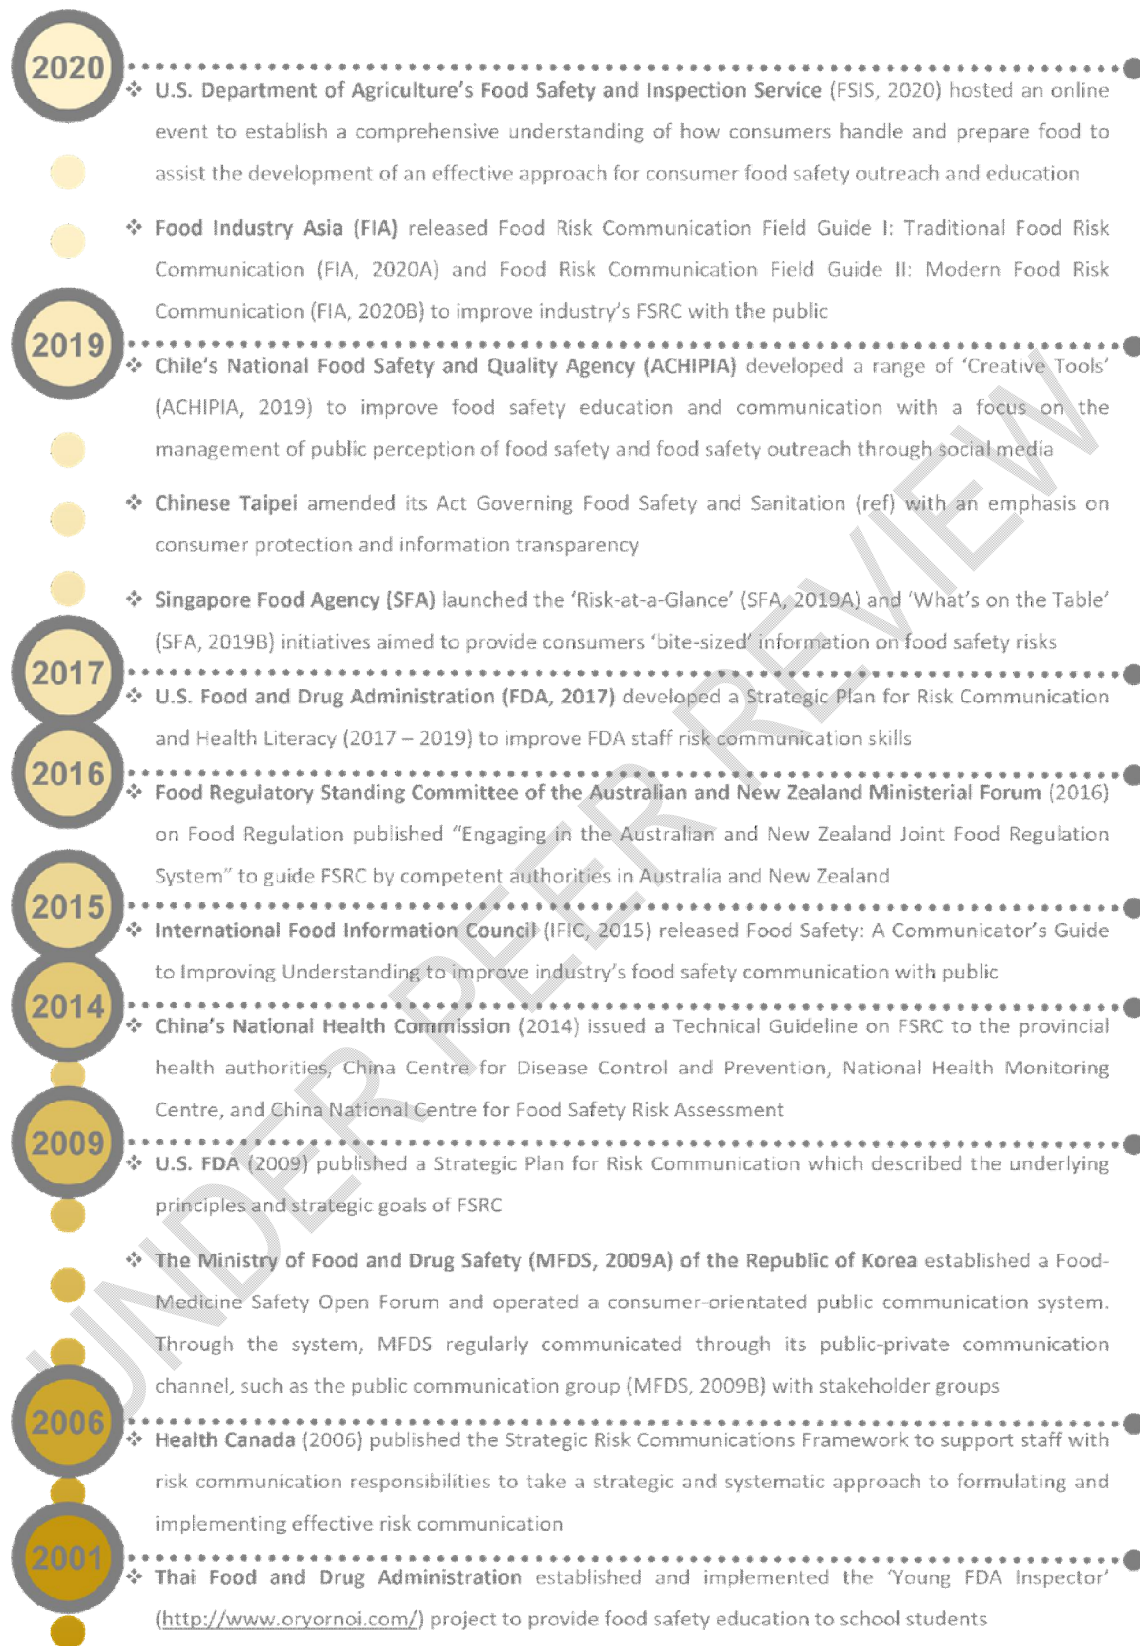 2020
❖ U.S. Department of Agriculture's Food Safety and Inspection Service (FSIS, 2020) hosted an online
event to establish a comprehensive understanding of how consumers handle and prepare food to
assist the development of an effective approach for consumer food safety outreach and education
❖ Food Industry Asia (FIA) released Food Risk Communication Field Guide I: Traditional Food Risk
Communication (FIA, 2020A) and Food Risk Communication Field Guide II: Modern Food Risk
Communication (FIA, 2020B) to improve industry's FSRC with the public
2019
❖ Chile's National Food Safety and Quality Agency (ACHIPIA) developed a range of 'Creative Tools'
(ACHIPIA, 2019) to improve food safety education and communication with a focus on the
management of public perception of food safety and food safety outreach through social media
❖ Chinese Taipei amended its Act Governing Food Safety and Sanitation (ref) with an emphasis on
consumer protection and information transparency
❖ Singapore Food Agency (SFA) launched the 'Risk-at-a-Glance' (SFA, 2019A) and 'What's on the Table'
(SFA, 2019B) initiatives aimed to provide consumers 'bite-sized' information on food safety risks
2017
❖ U.S. Food and Drug Administration (FDA, 2017) developed a Strategic Plan for Risk Communication
and Health Literacy (2017 – 2019) to improve FDA staff risk communication skills
2016
❖ Food Regulatory Standing Committee of the Australian and New Zealand Ministerial Forum (2016)
on Food Regulation published "Engaging in the Australian and New Zealand Joint Food Regulation
System" to guide FSRC by competent authorities in Australia and New Zealand
2015
❖ International Food Information Council (IFIC, 2015) released Food Safety: A Communicator's Guide
to Improving Understanding to improve industry's food safety communication with public
2014
❖ China's National Health Commission (2014) issued a Technical Guideline on FSRC to the provincial
health authorities, China Centre for Disease Control and Prevention, National Health Monitoring
Centre, and China National Centre for Food Safety Risk Assessment
2009
❖ U.S. FDA (2009) published a Strategic Plan for Risk Communication which described the underlying
principles and strategic goals of FSRC
❖ The Ministry of Food and Drug Safety (MFDS, 2009A) of the Republic of Korea established a Food-
Medicine Safety Open Forum and operated a consumer-orientated public communication system.
Through the system, MFDS regularly communicated through its public-private communication
channel, such as the public communication group (MFDS, 2009B) with stakeholder groups
2006
❖ Health Canada (2006) published the Strategic Risk Communications Framework to support staff with
risk communication responsibilities to take a strategic and systematic approach to formulating and
implementing effective risk communication
2001
❖ Thai Food and Drug Administration established and implemented the 'Young FDA Inspector'
(http://www.oryornoi.com/) project to provide food safety education to school students
UNDER PEER REVIEW